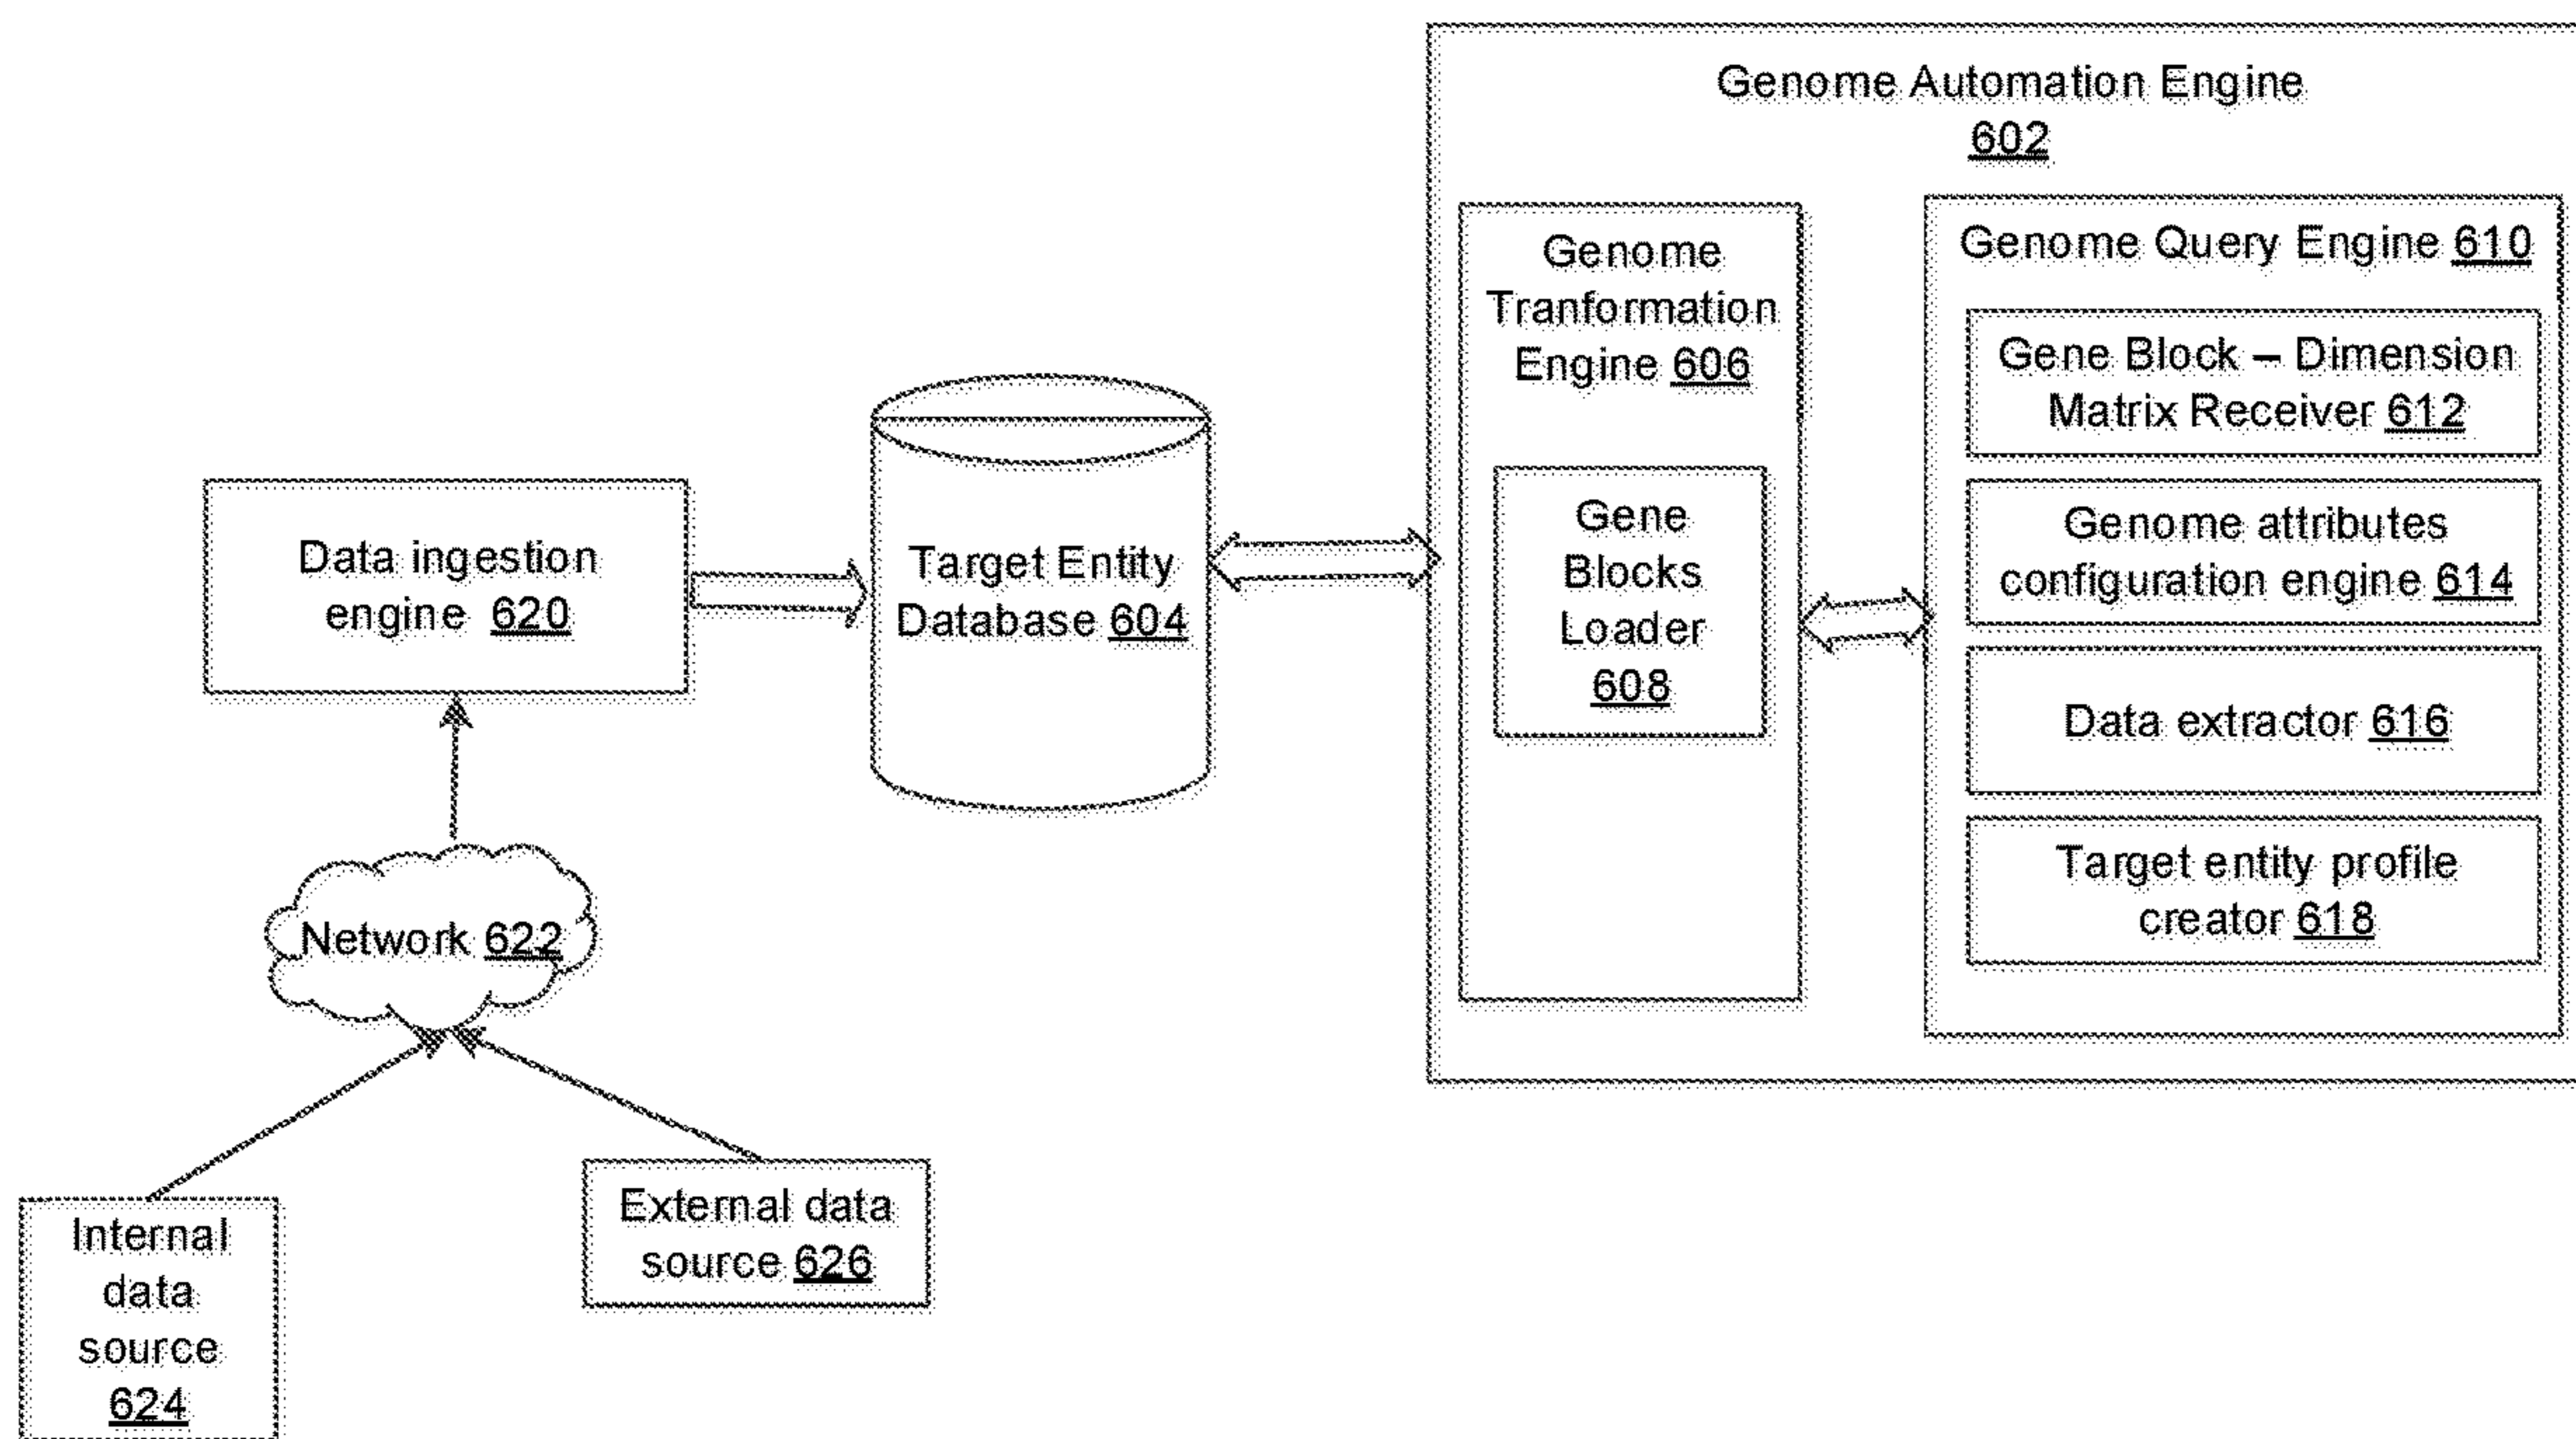 Genome Automation Engine
602
Genome
Tranformation
Engine 606
Gene
Blocks
Loader
608
Genome Query Engine 610
Gene Block – Dimension
Matrix Receiver 612
Genome attributes
configuration engine 614
Data extractor 616
Target entity profile
creator 618
Target Entity
Database 604
Data ingestion
engine 620
Network 622
Internal
data
source
624
External data
source 626